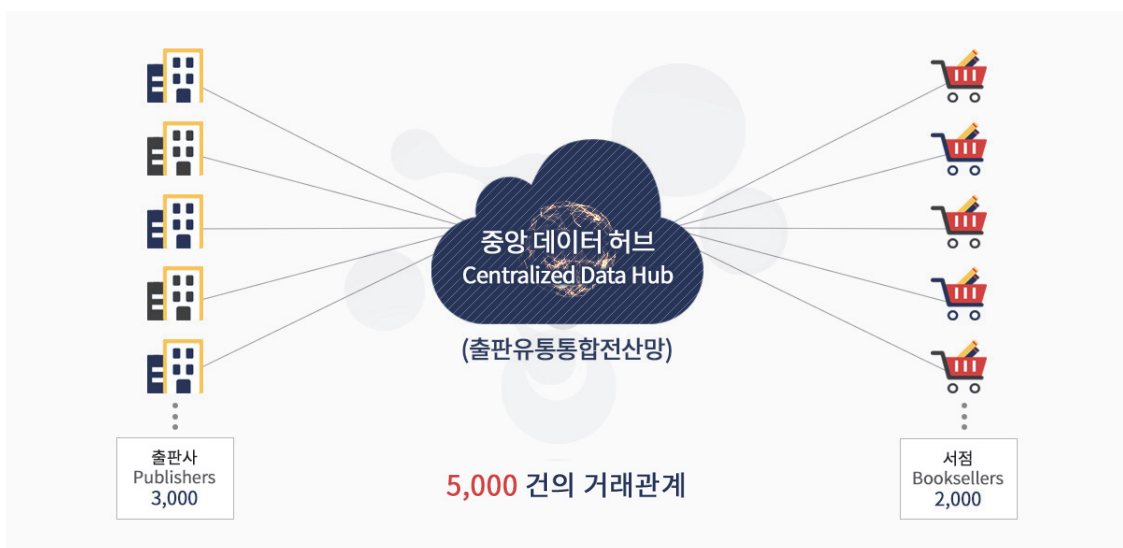 중앙 데이터 허브
Centralized Data Hub
(출판유통통합전산망)
출판사
Publishers
3,000
5,000 건의 거래관계
서점
Booksellers
2,000